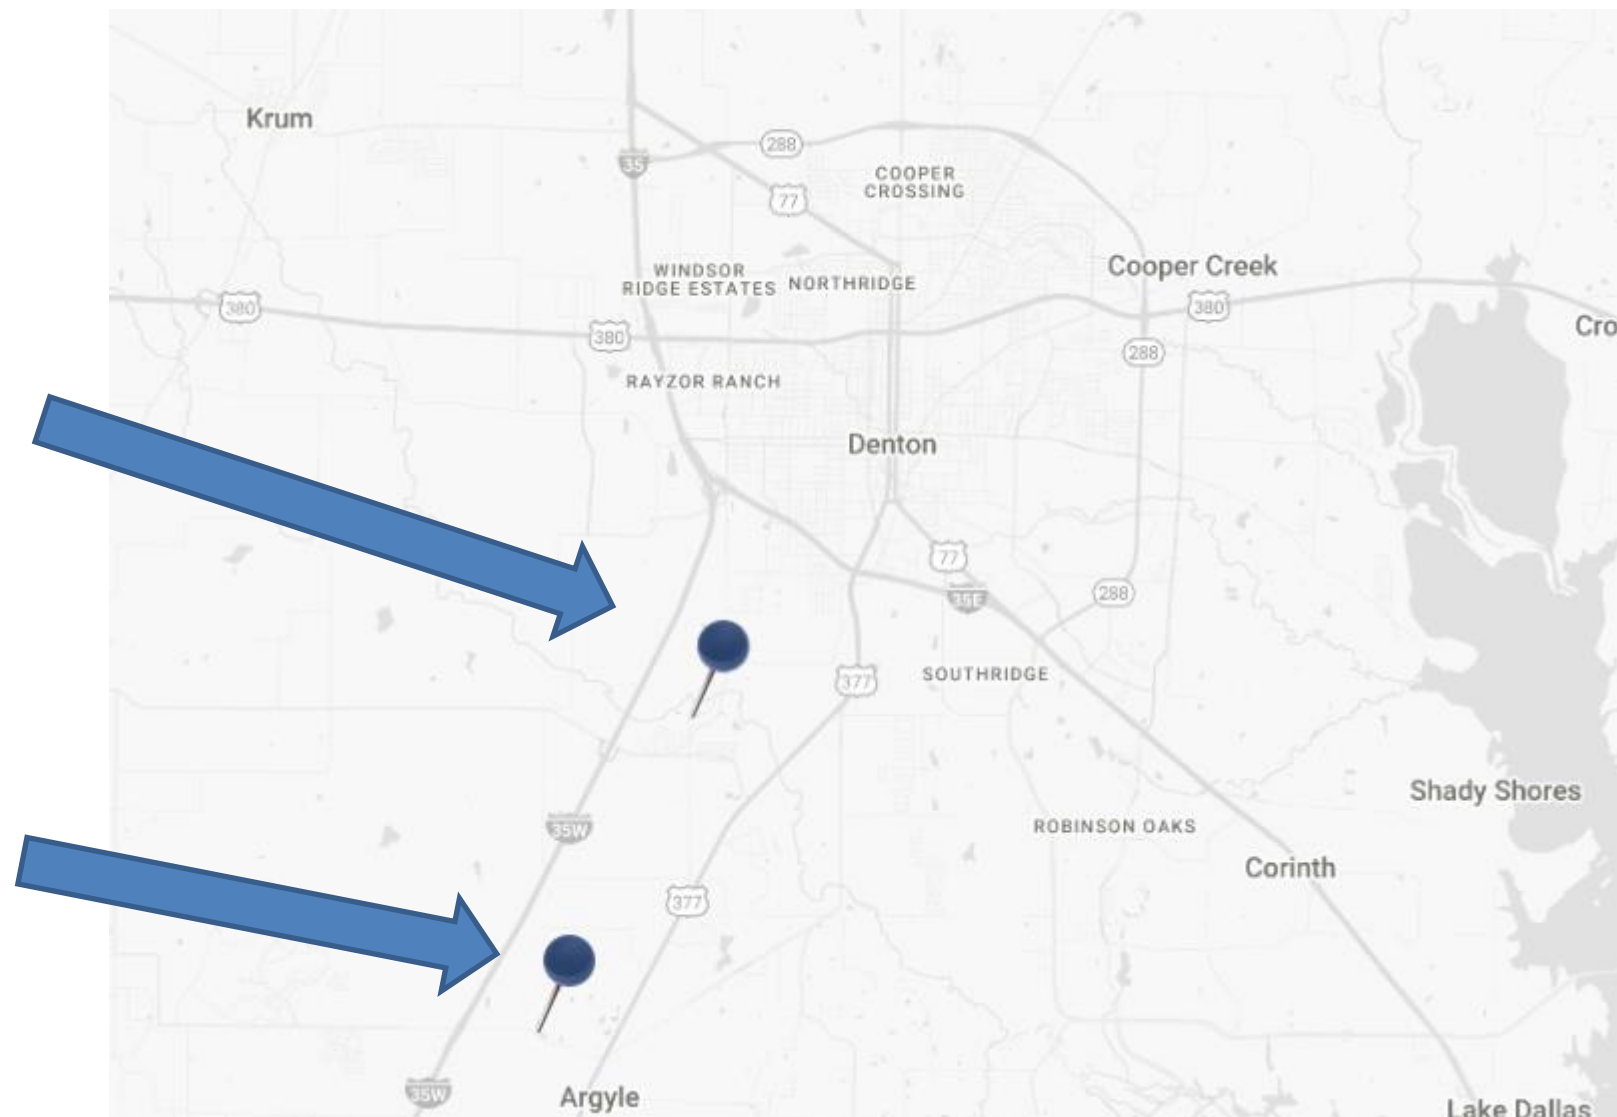 Krum
288
35
COOPER
CROSSING
77
WINDSOR
RIDGE ESTATES
NORTHRIDGE
Cooper Creek
380
380
380
Cro
288
RAYZOR RANCH
Denton
77
35E
288
SOUTHRIDGE
377
Shady Shores
35W
ROBINSON OAKS
Corinth
377
35W
Argyle
Lake Dallas